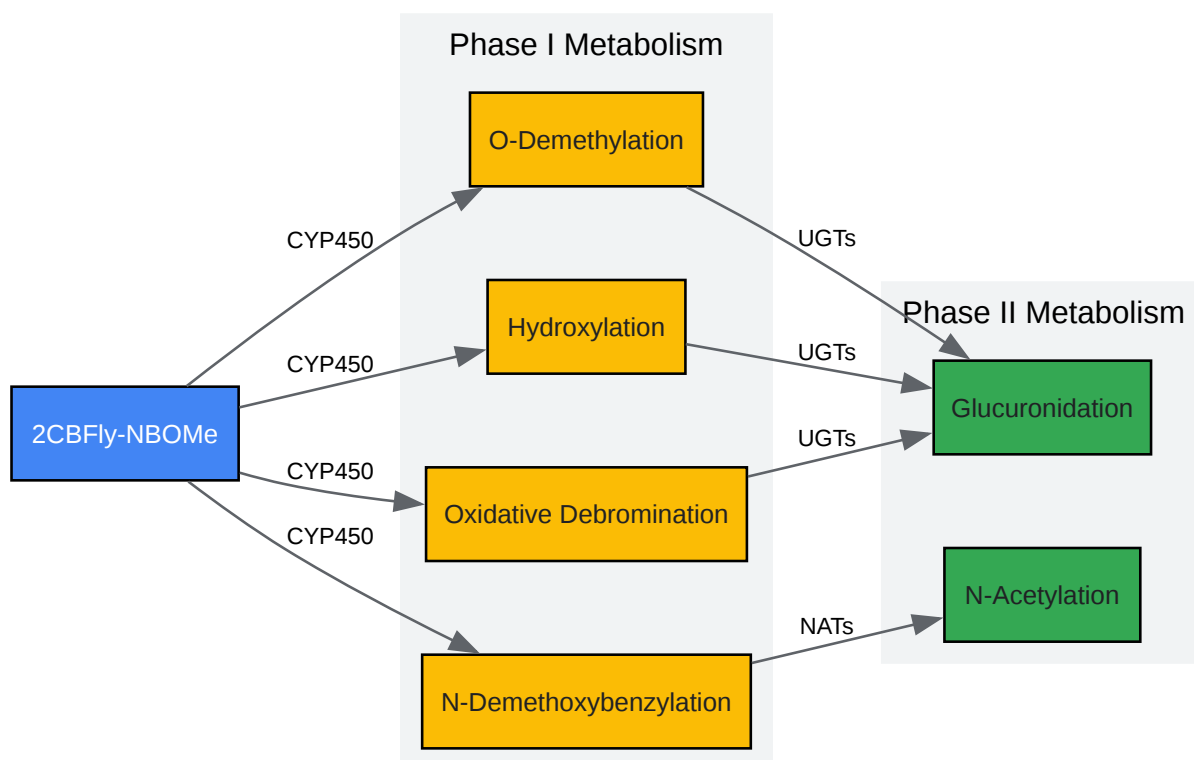 Phase I Metabolism
O-Demethylation
CYP450
UGTs
Phase II Metabolism
Hydroxylation
CYP450
UGTs
Glucuronidation
2CBFly-NBOMe
UGTs
CYP450
Oxidative Debromination
CYP450
N-Acetylation
NATs
N-Demethoxybenzylation